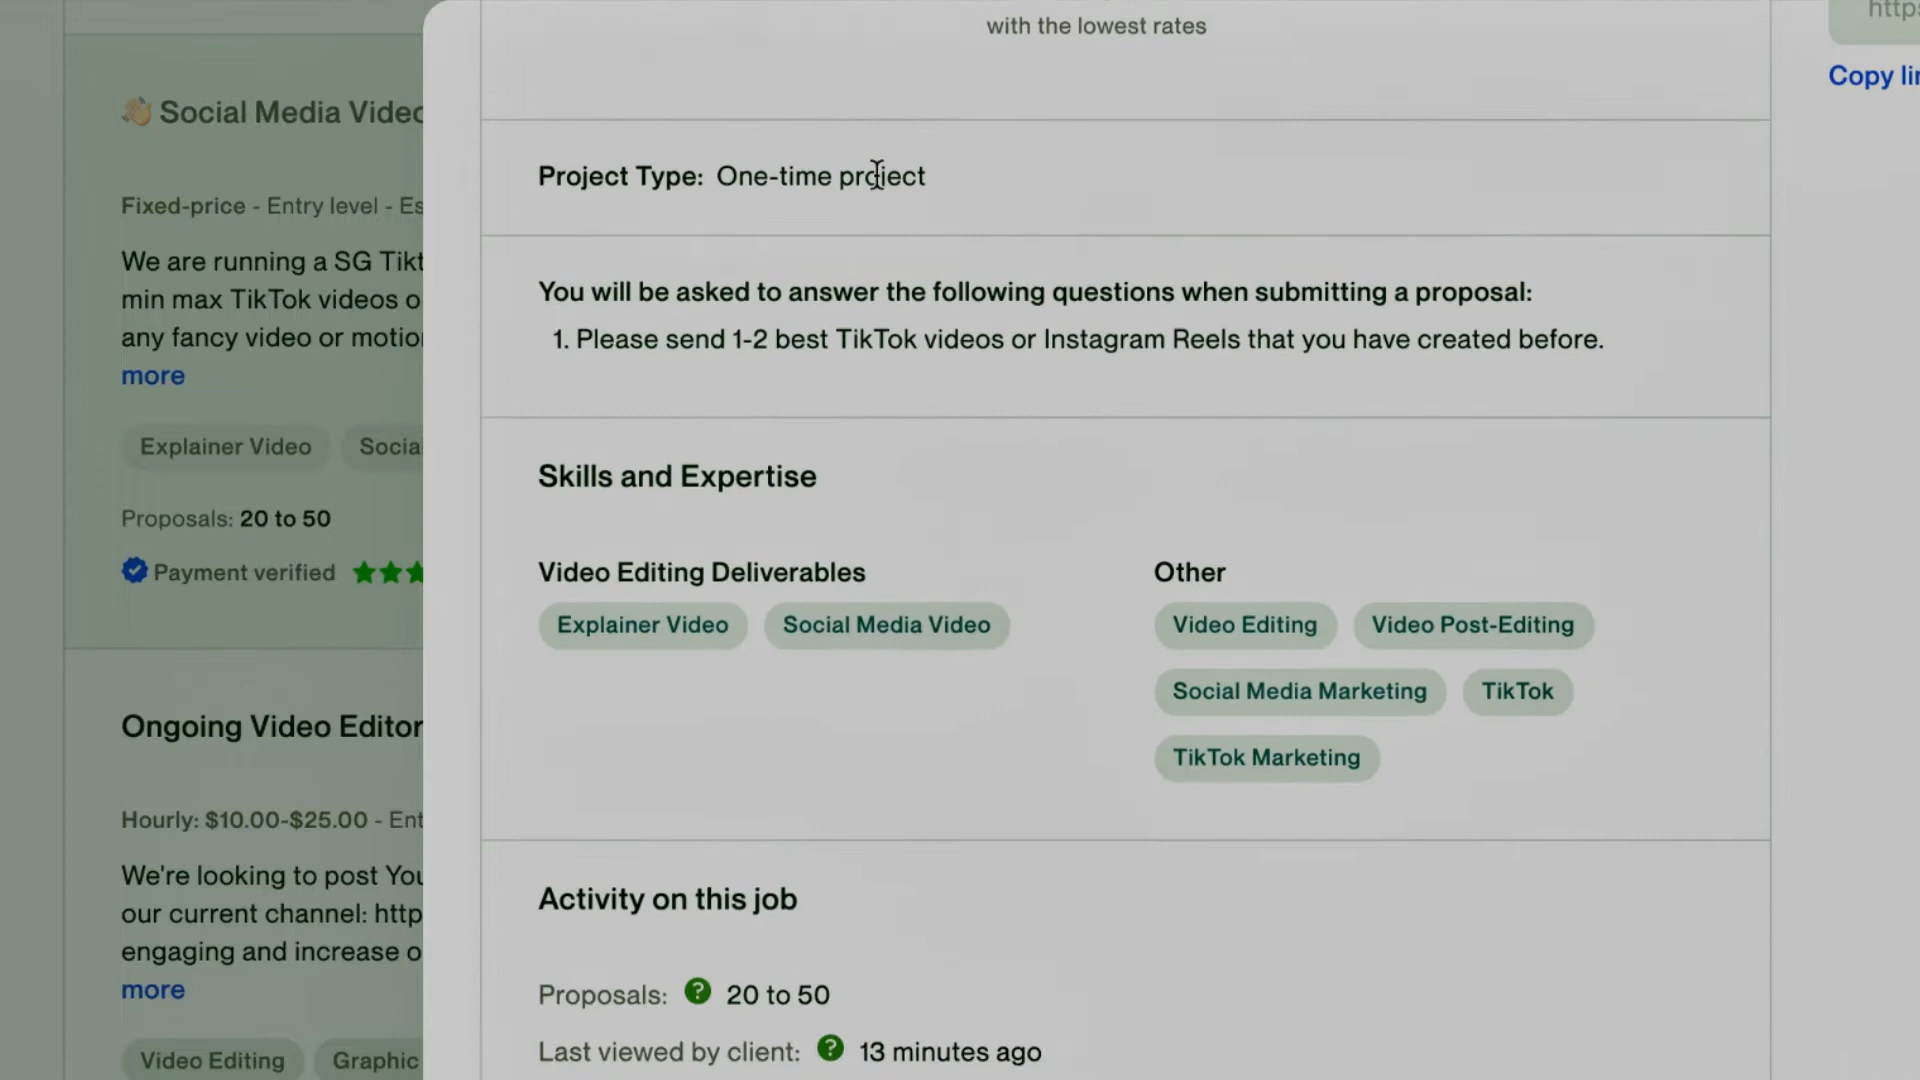 👋 Social Media Video
Fixed-price - Entry level - Es
We are running a SG Tikt
min max TikTok videos o
any fancy video or motio
more
Explainer Video
Socia
Proposals: 20 to 50
Payment verified
Ongoing Video Editor
Hourly: $10.00-$25.00 - Ent
We're looking to post You
our current channel: http
engaging and increase o
more
Video Editing
Graphic
with the lowest rates
Project Type: One-time project
You will be asked to answer the following questions when submitting a proposal:
1. Please send 1-2 best TikTok videos or Instagram Reels that you have created before.
Skills and Expertise
Video Editing Deliverables
Explainer Video
Social Media Video
Other
Video Editing
Video Post-Editing
Social Media Marketing
TikTok
TikTok Marketing
Activity on this job
Proposals: 20 to 50
Last viewed by client: 13 minutes ago
http
Copy lin